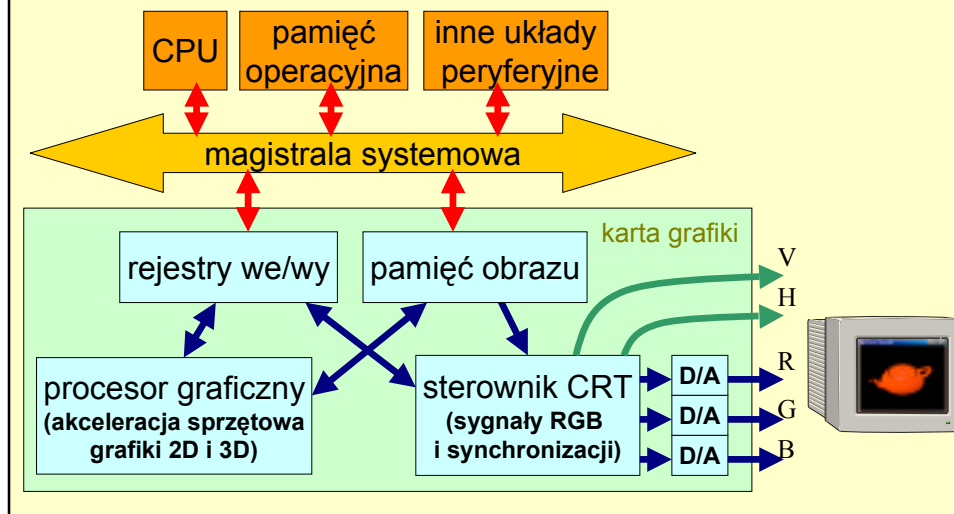 CPU
pamięć
operacyjna
inne układy
peryferyjne
magistrala systemowa
karta grafiki
rejestry we/wy
pamięć obrazu
V
H
procesor graficzny
(akceleracja sprzętowa
grafiki 2D i 3D)
sterownik CRT
(sygnały RGB
i synchronizacji)
D/A
R
D/A
G
D/A
B